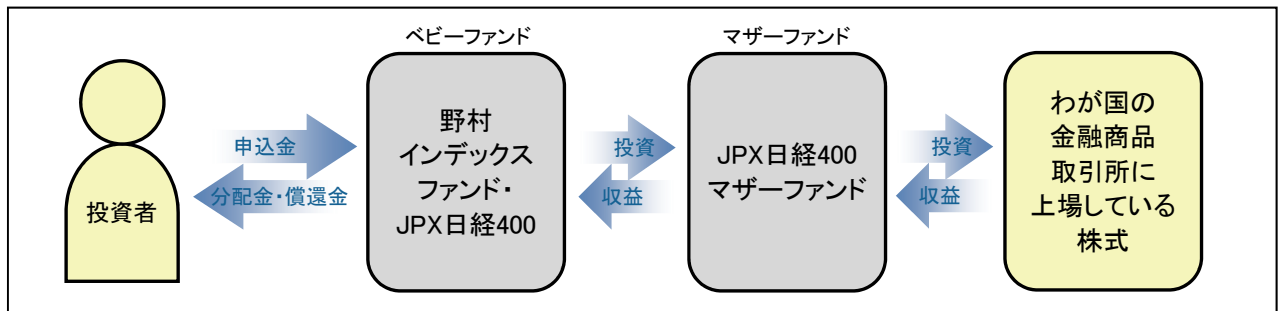 ベビーファンド
マザーファンド
投資者
申込金
分配金・償還金
野村
インデックス
ファンド・
JPX日経400
投資
収益
JPX日経400
マザーファンド
投資
収益
わが国の
金融商品
取引所に
上場している
株式